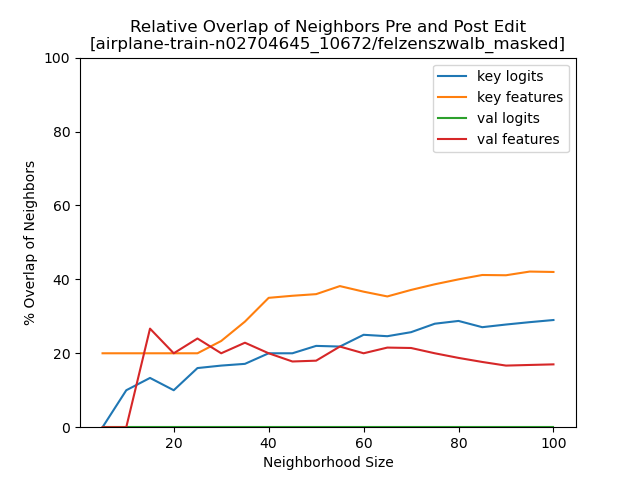 Relative Overlap of Neighbors Pre and Post Edit
[airplane-train-n02704645_10672/felzenszwalb_masked]
100
80
60
40
20
0
% Overlap of Neighbors
key logits
key features
val logits
val features
20 40 60 80 100
Neighborhood Size